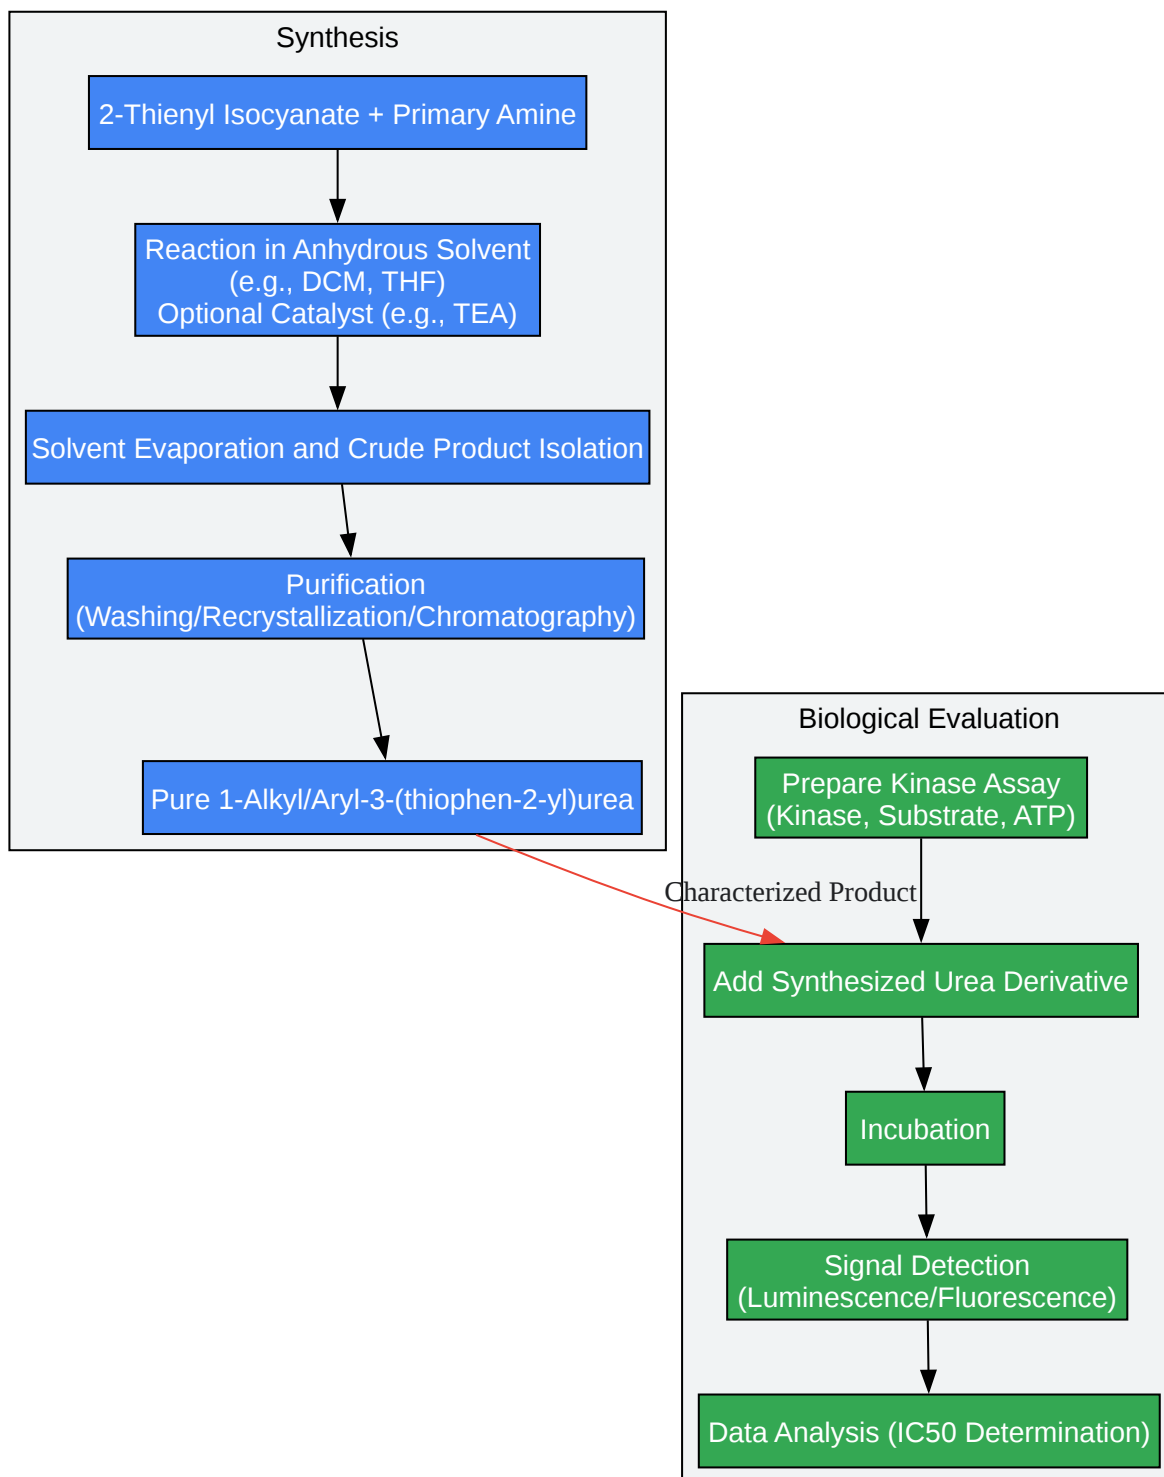 Synthesis
2-Thienyl Isocyanate + Primary Amine
Reaction in Anhydrous Solvent
(e.g., DCM, THF)
Optional Catalyst (e.g., TEA)
Solvent Evaporation and Crude Product Isolation
Purification
(Washing/Recrystallization/Chromatography)
Pure 1-Alkyl/Aryl-3-(thiophen-2-yl)urea
Biological Evaluation
Prepare Kinase Assay
(Kinase, Substrate, ATP)
Characterized Product
Add Synthesized Urea Derivative
Incubation
Signal Detection
(Luminescence/Fluorescence)
Data Analysis (IC50 Determination)